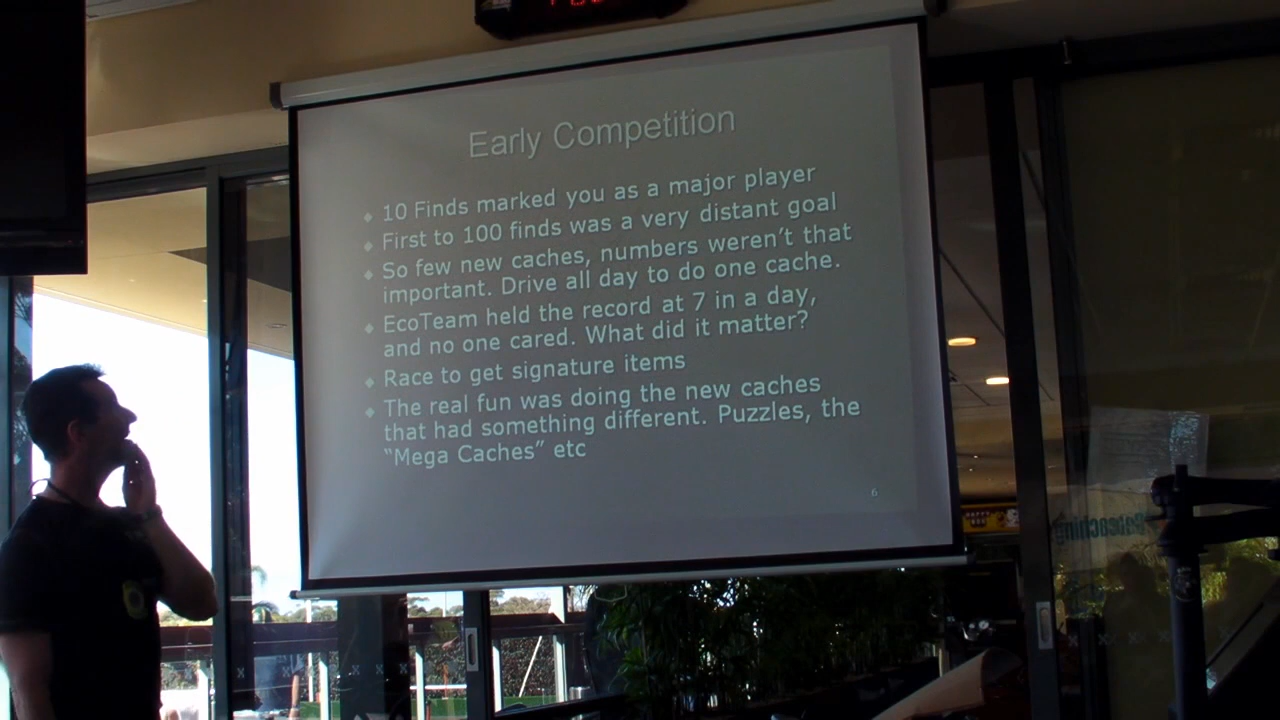 Early Competition
10 Finds marked you as a major player
First to 100 finds was a very distant goal
So few new caches, numbers weren't that
important. Drive all day to do one cache.
EcoTeam held the record at 7 in a day,
and no one cared. What did it matter?
Race to get signature items
The real fun was doing the new caches
that had something different. Puzzles, the
“Mega Caches” etc
6